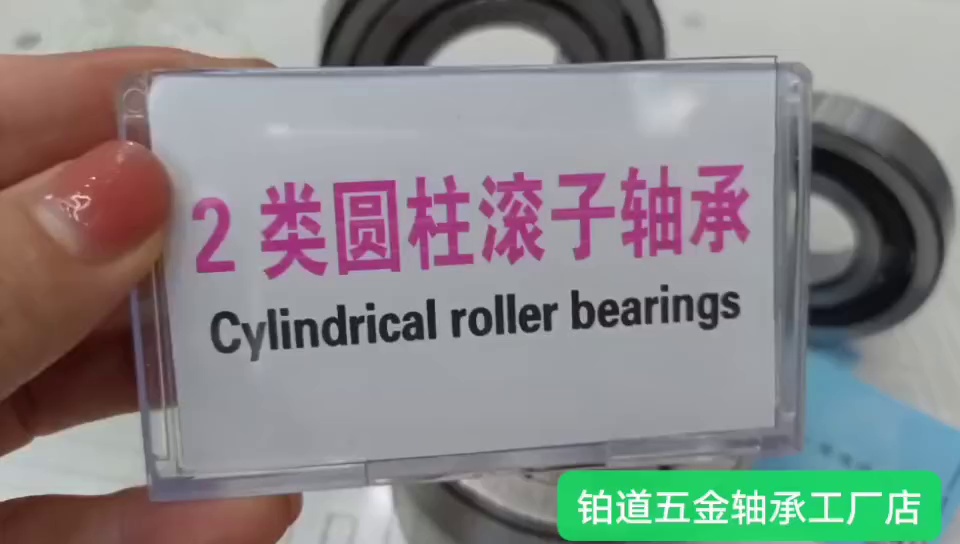 2 类圆柱滚子轴承
Cylindrical roller bearings
铂道五金轴承工厂店